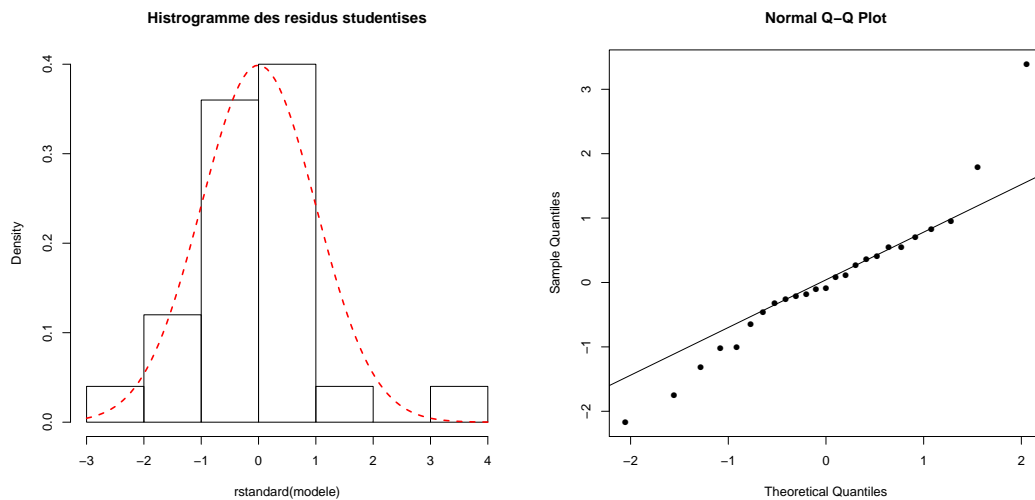 Histrogramme des residus studentises
Density
0.0 0.1 0.2 0.3 0.4
−3 −2 −1 0 1 2 3 4
rstandard(modele)
Normal Q−Q Plot
Sample Quantiles
−2 −1 0 1 2 3
−2 −1 0 1 2
Theoretical Quantiles